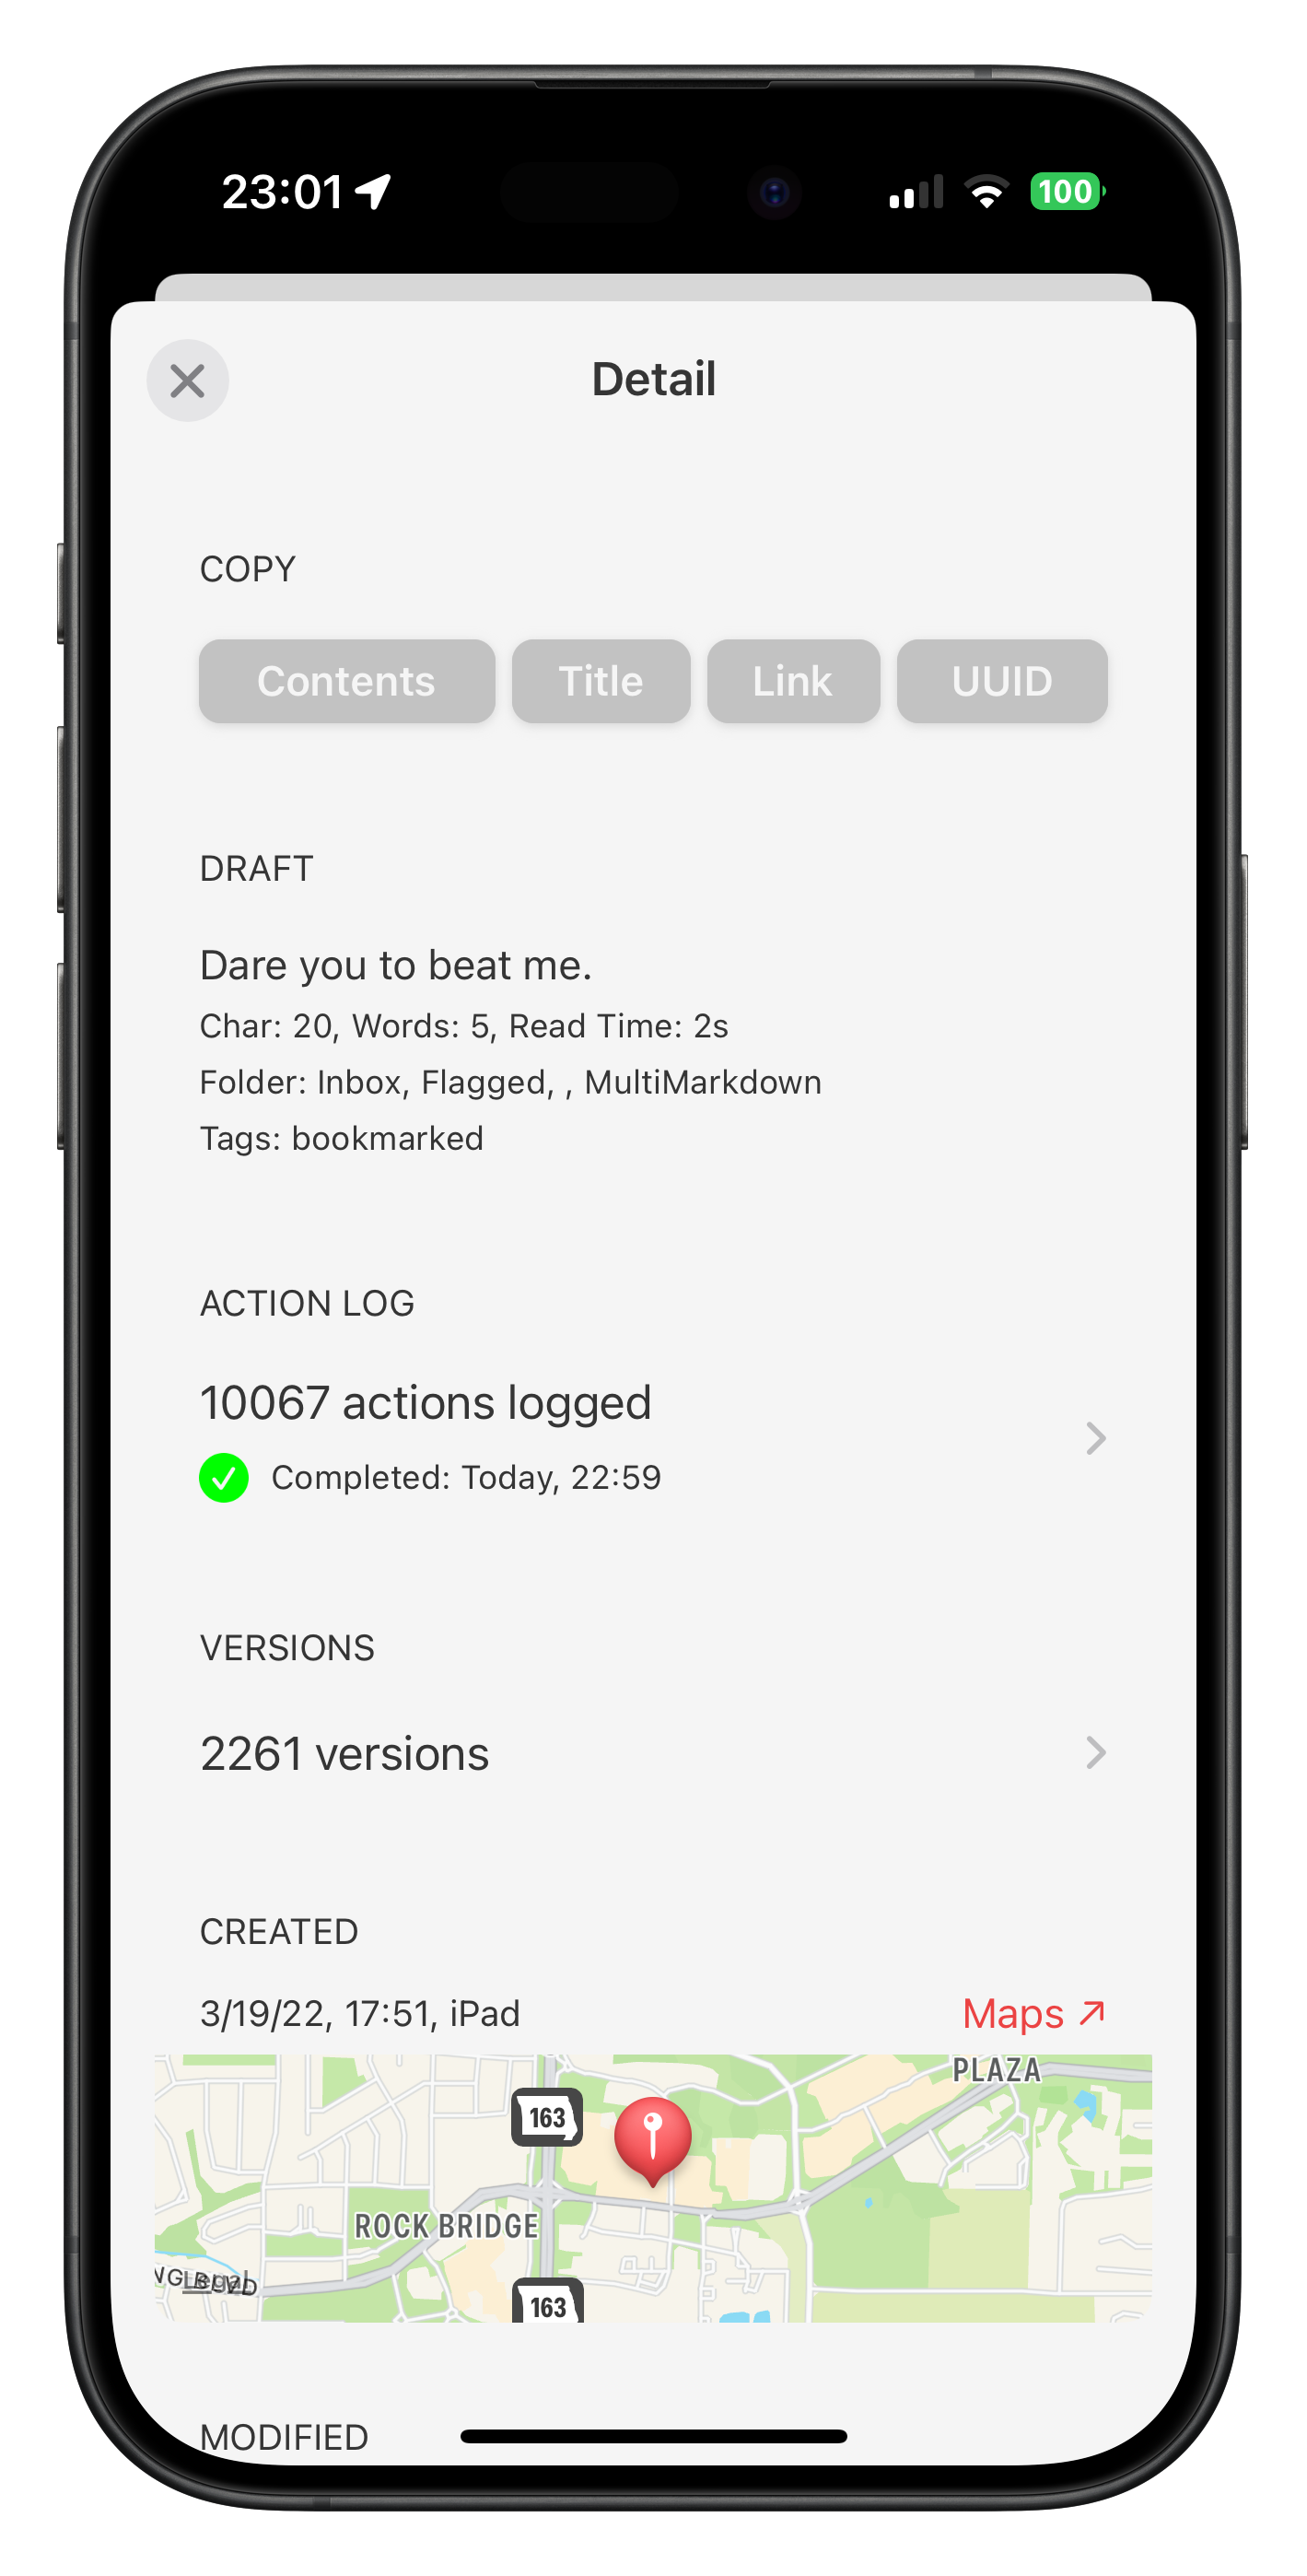 23:01
100
Detail
COPY
Contents Title Link UUID
DRAFT
Dare you to beat me.
Char: 20, Words: 5, Read Time: 2s
Folder: Inbox, Flagged, , MultiMarkdown
Tags: bookmarked
ACTION LOG
10067 actions logged
Completed: Today, 22:59
VERSIONS
2261 versions
CREATED
3/19/22, 17:51, iPad
Maps
PLAZA
163
ROCK BRIDGE
Legal
BLVD
163
MODIFIED